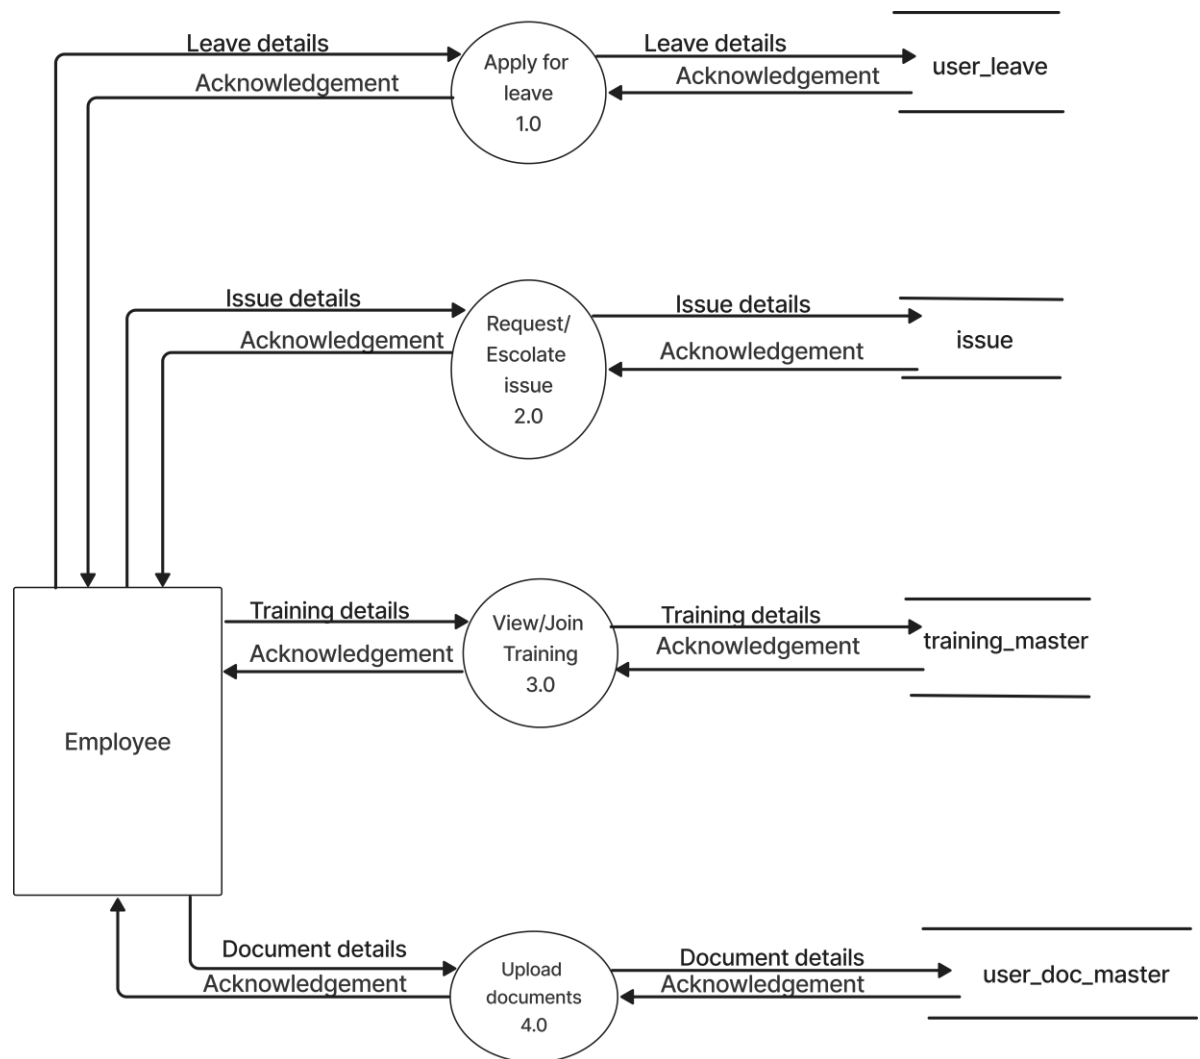 Leave details
Acknowledgement
Apply for
leave
1.0
Leave details
Acknowledgement
user_leave
Issue details
Acknowledgement
Request/
Escolate
issue
2.0
Issue details
Acknowledgement
issue
Training details
Acknowledgement
View/Join
Training
3.0
Training details
Acknowledgement
training_master
Employee
Document details
Acknowledgement
Upload
documents
4.0
Document details
Acknowledgement
user_doc_master